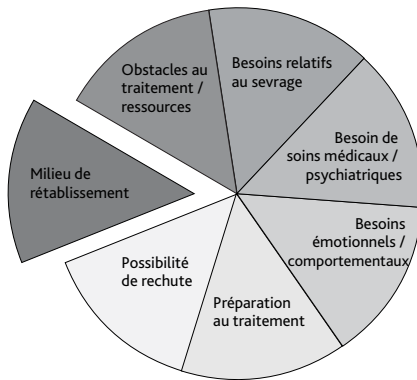 Obstacles au
traitement /
ressources
Besoins relatifs
au sevrage
Besoin de
soins médicaux /
psychiatriques
Besoins
émotionnels /
comportementaux
Préparation
au traitement
Possibilité
de rechute
Milieu de
rétablissement